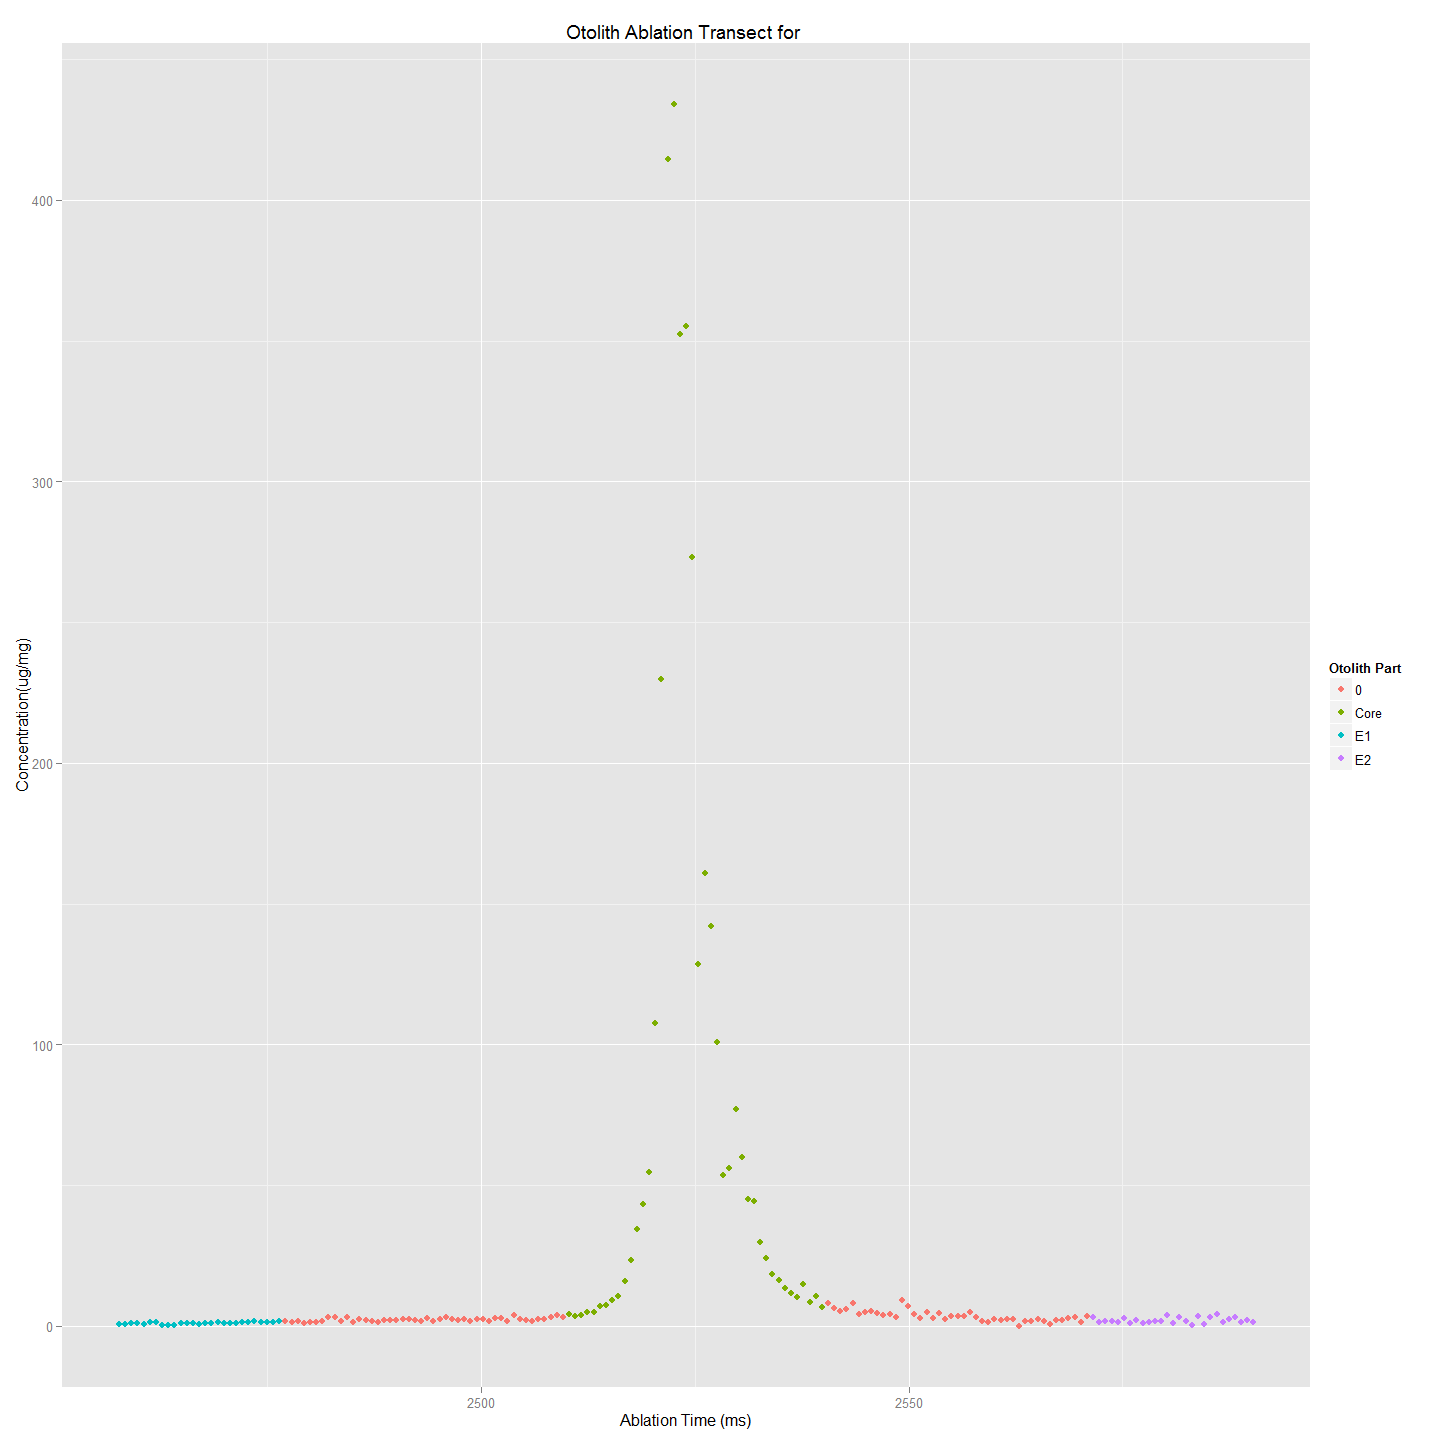 Otolith Ablation Transect for
Concentration(ug/mg)
400
300
200
100
0
2500
2550
Ablation Time (ms)
Otolith Part
0
Core
E1
E2